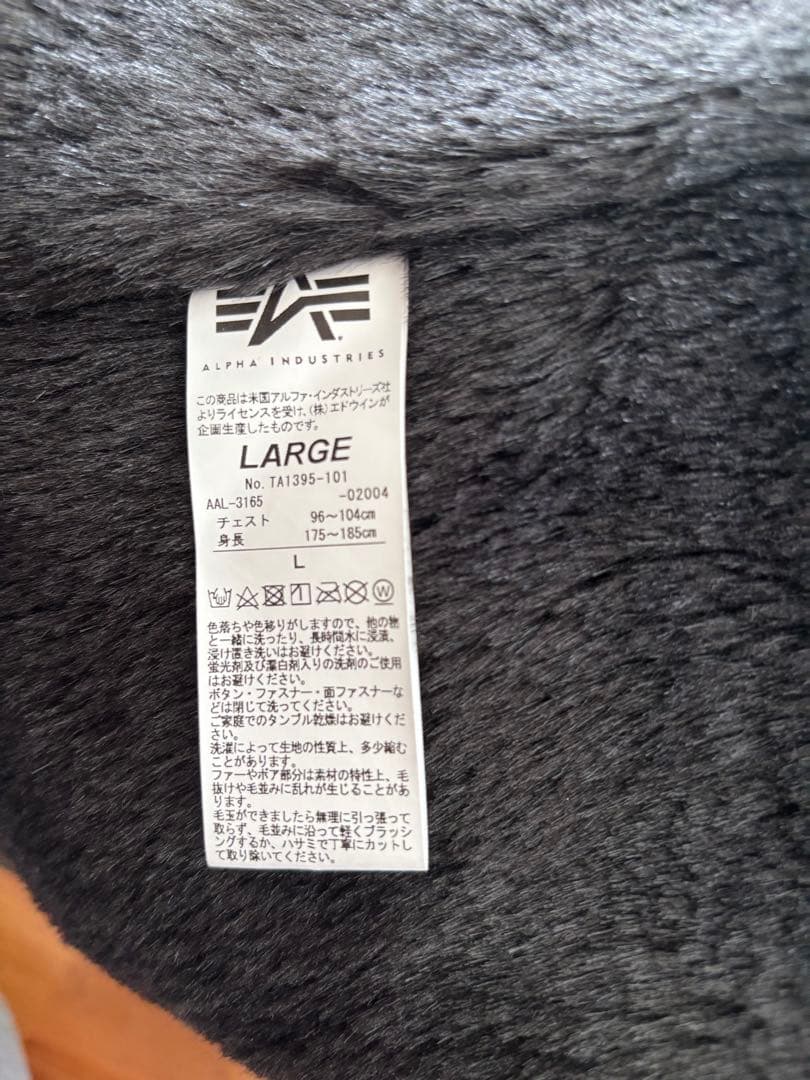 ALPHA INDUSTRIES
この商品は米国アルファ・インダストリーズ社
よりライセンスを受け、(株)エドウインが
企画生産したものです。
LARGE
No. TA1395-101
AAL-3165 -02004
チェスト 96〜104cm
身長 175〜185cm
L
W
色落ちや色移りがしますので、他の物
と一緒に洗ったり、長時間水に浸漬、
浸け置き洗いはお避けください。
蛍光剤及び漂白剤入りの洗剤のご使用
はお避けください。
ボタン・ファスナー・面ファスナーな
どは閉じて洗ってください。
ご家庭でのタンブル乾燥はお避けくだ
さい。
洗濯によって生地の性質上、多少縮む
ことがあります。
ファーやボア部分は素材の特性上、毛
抜けや毛並みに乱れが生じることがあ
ります。
毛玉ができましたら無理に引っ張って
取らず、毛並みに沿って軽くブラッシ
ングするか、ハサミで丁寧にカットし
て取り除いてください。